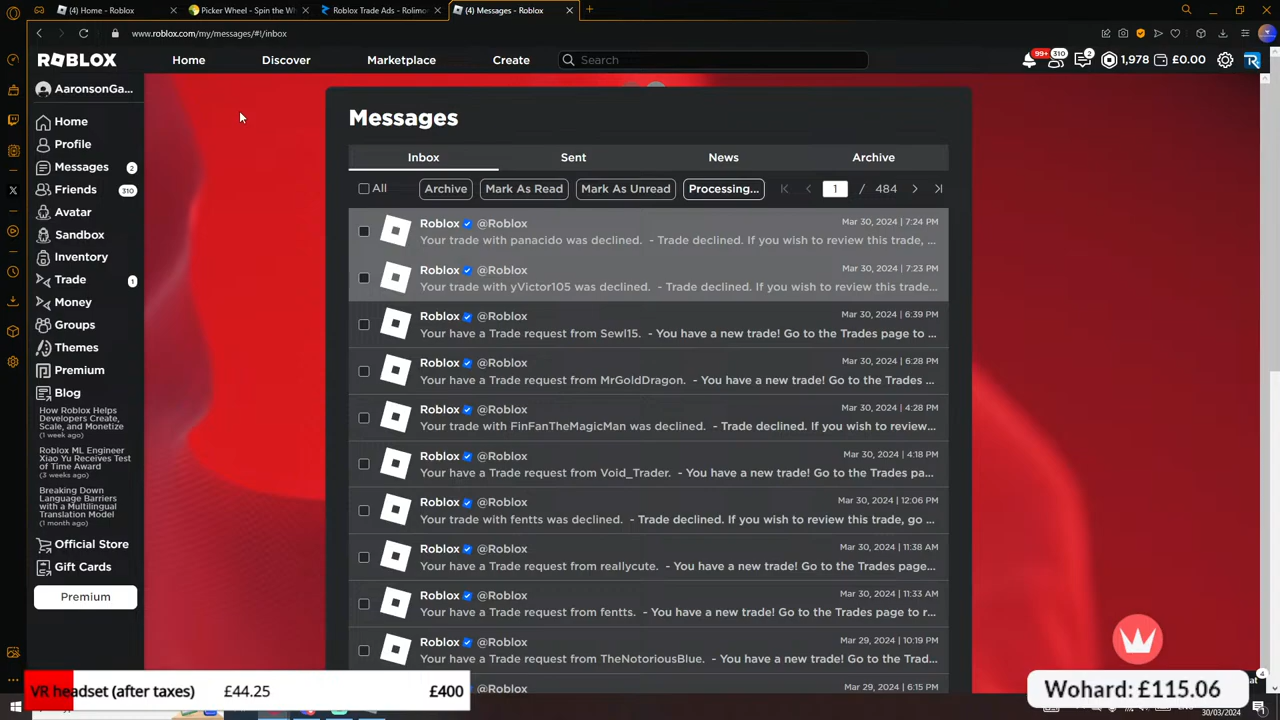 (4) Home - Roblox
Picker Wheel - Spin the Wh
Roblox Trade Ads - Rolimo
(4) Messages - Roblox
www.roblox.com/my/messages/#!/inbox
ROBLOX
Home
Discover
Marketplace
Create
Search
99+
310
2
1,978
£0.00
AaronsonGa...
Home
Profile
Messages
2
Friends
310
Avatar
Sandbox
Inventory
Trade
1
Money
Groups
Themes
Premium
Blog
How Roblox Helps
Developers Create,
Scale, and Monetize
(1 week ago)
Roblox ML Engineer
Xiao Yu Receives Test
of Time Award
(3 weeks ago)
Breaking Down
Language Barriers
with a Multilingual
Translation Model
(1 month ago)
Official Store
Gift Cards
Premium
Messages
Inbox
Sent
News
Archive
All
Archive
Mark As Read
Mark As Unread
Processing...
1 / 484
Roblox @Roblox
Mar 30, 2024 | 7:24 PM
Your trade with panacido was declined. - Trade declined. If you wish to review this trade, ...
Roblox @Roblox
Mar 30, 2024 | 7:23 PM
Your trade with yVictor105 was declined. - Trade declined. If you wish to review this trade...
Roblox @Roblox
Mar 30, 2024 | 6:39 PM
Your have a Trade request from Sewl15. - You have a new trade! Go to the Trades page to ...
Roblox @Roblox
Mar 30, 2024 | 6:28 PM
Your have a Trade request from MrGoldDragon. - You have a new trade! Go to the Trades ...
Roblox @Roblox
Mar 30, 2024 | 4:28 PM
Your trade with FinFanTheMagicMan was declined. - Trade declined. If you wish to review...
Roblox @Roblox
Mar 30, 2024 | 4:18 PM
Your have a Trade request from Void_Trader. - You have a new trade! Go to the Trades pa...
Roblox @Roblox
Mar 30, 2024 | 12:06 PM
Your trade with fentts was declined. - Trade declined. If you wish to review this trade, go ...
Roblox @Roblox
Mar 30, 2024 | 11:38 AM
Your have a Trade request from reallycute. - You have a new trade! Go to the Trades page...
Roblox @Roblox
Mar 30, 2024 | 11:33 AM
Your have a Trade request from fentts. - You have a new trade! Go to the Trades page to r...
Roblox @Roblox
Mar 29, 2024 | 10:19 PM
Your have a Trade request from TheNotoriousBlue. - You have a new trade! Go to the Trad...
@Roblox
Mar 29, 2024 | 6:15 PM
VR headset (after taxes) £44.25 £400
Wohard: £115.06
30/03/2024